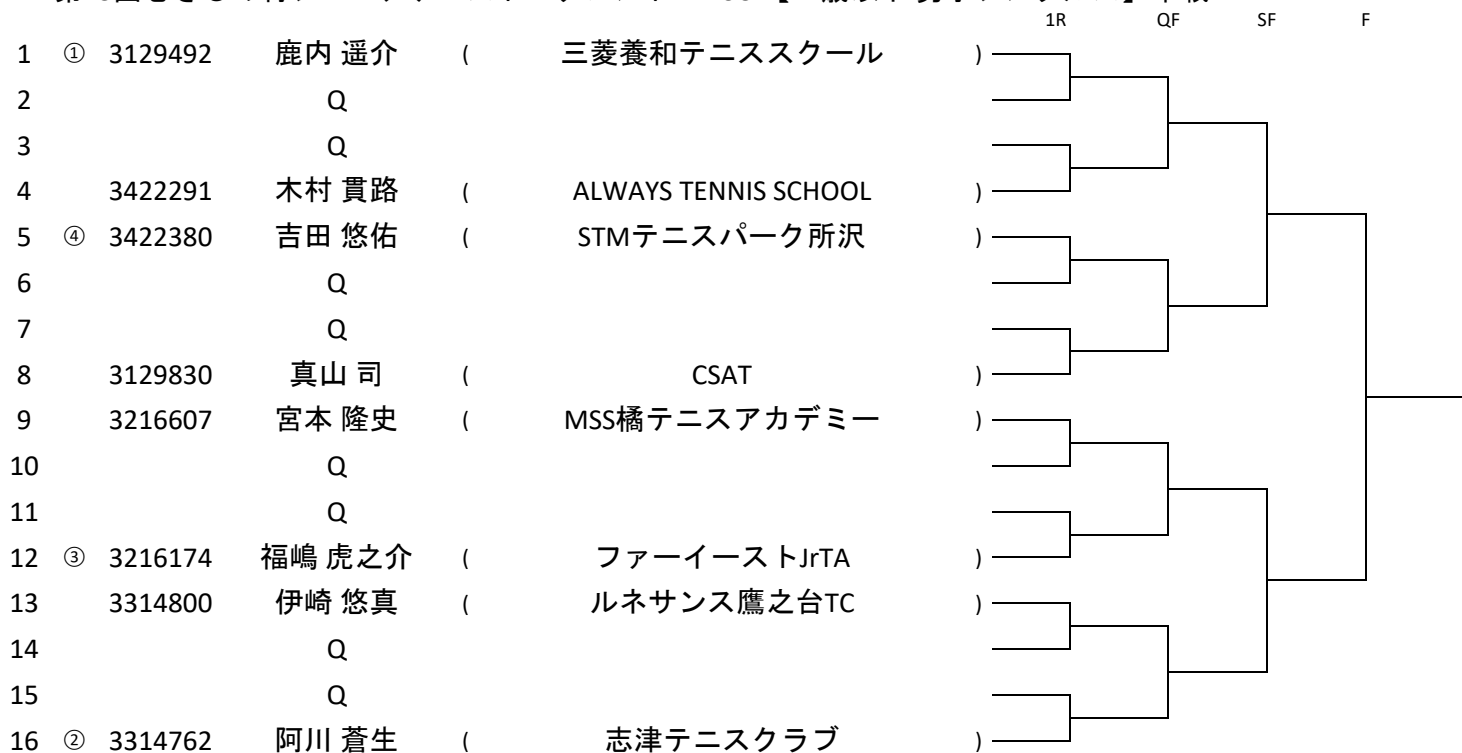 1R QF SF F
1 ① 3129492 鹿内 遥介 ( 三菱養和テニススクール )
2 Q
3 Q
4 3422291 木村 貫路 ( ALWAYS TENNIS SCHOOL )
5 ④ 3422380 吉田 悠佑 ( STMテニスパーク所沢 )
6 Q
7 Q
8 3129830 真山 司 ( CSAT )
9 3216607 宮本 隆史 ( MSS橘テニスアカデミー )
10 Q
11 Q
12 ③ 3216174 福嶋 虎之介 ( ファーイーストJrTA )
13 3314800 伊崎 悠真 ( ルネサンス鷹之台TC )
14 Q
15 Q
16 ② 3314762 阿川 蒼生 ( 志津テニスクラブ )